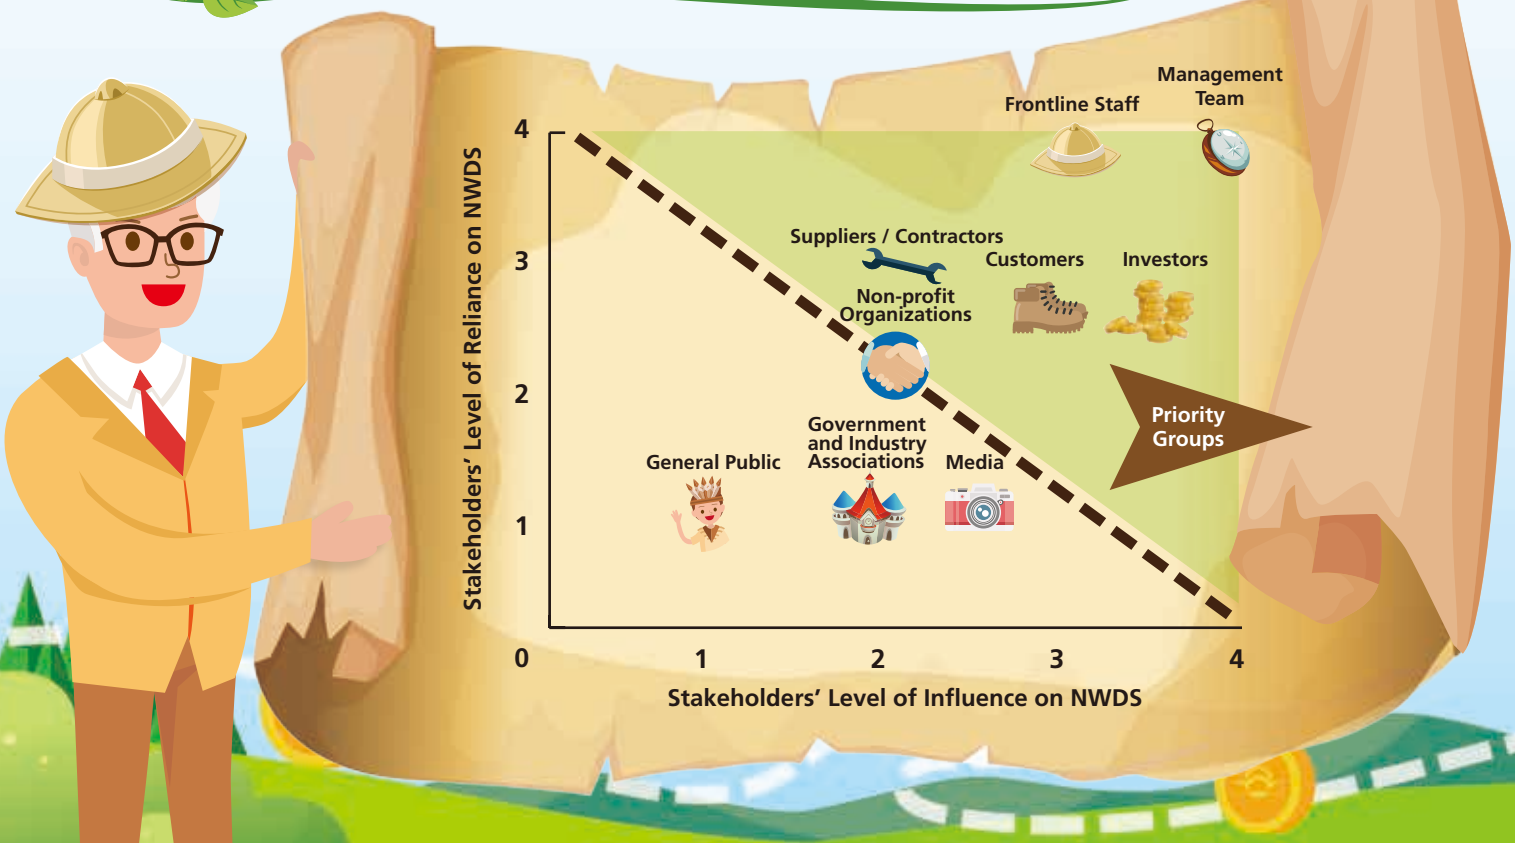 Management
Team
Frontline Staff
4
Suppliers / Contractors
3
Customers
Investors
Non-profit
Organizations
2
Priority
Groups
Government
and Industry
Associations
General Public
Media
1
Stakeholders’ Level of Reliance on NWDS
0
1
2
3
4
Stakeholders’ Level of Influence on NWDS